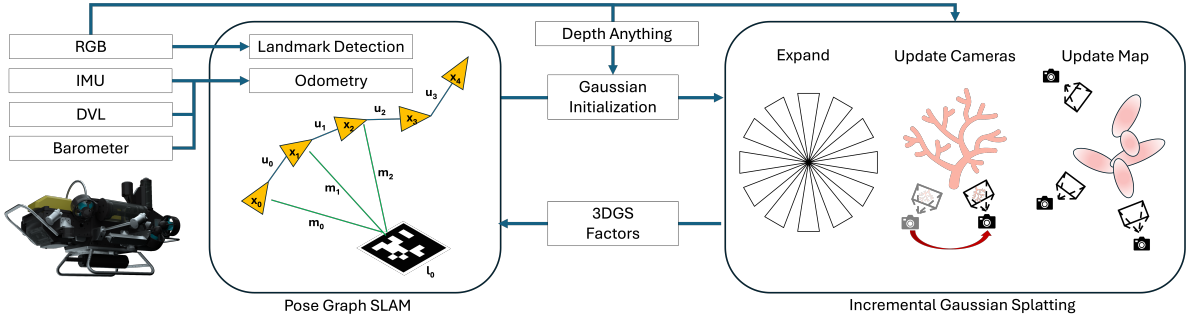 RGB
IMU
DVL
Barometer
Landmark Detection
Odometry
x₀
x₁
x₂
x₃
x₄
u₀
u₁
u₂
u₃
m₀
m₁
m₂
l₀
Pose Graph SLAM
Depth Anything
Gaussian
Initialization
3DGS
Factors
Expand
Update Cameras
Update Map
Incremental Gaussian Splatting